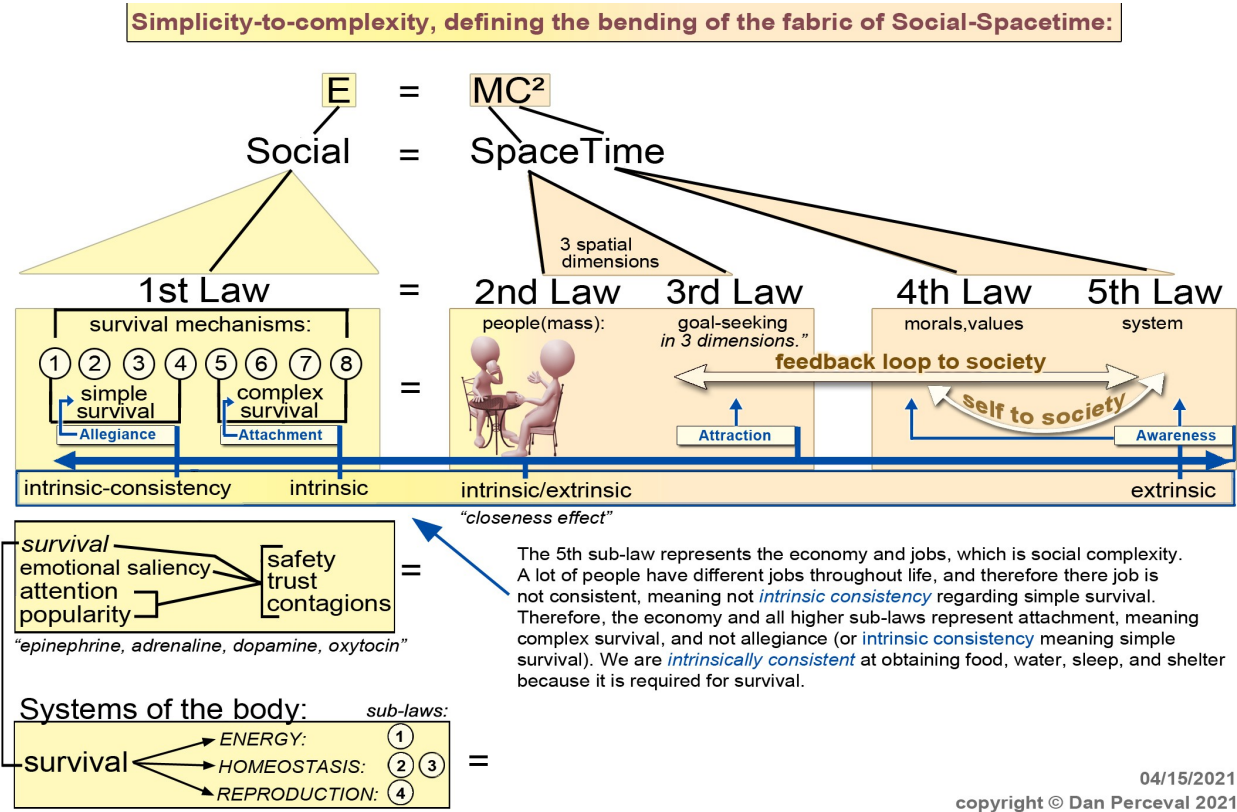 Simplicity-to-complexity, defining the bending of the fabric of Social-Spacetime:
E = MC²
Social = SpaceTime
3 spatial
dimensions
1st Law = 2nd Law 3rd Law 4th Law 5th Law
survival mechanisms:
people(mass):
goal-seeking
in 3 dimensions.”
morals,values
system
1 2 3 4 5 6 7 8
=
feedback loop to society
simple
survival
complex
survival
self to society
Allegiance
Attachment
Attraction
Awareness
intrinsic-consistency
intrinsic
intrinsic/extrinsic
extrinsic
“closeness effect”
survival
emotional saliency
attention
popularity
safety
trust
contagions
=
“epinephrine, adrenaline, dopamine, oxytocin”
The 5th sub-law represents the economy and jobs, which is social complexity.
A lot of people have different jobs throughout life, and therefore there job is
not consistent, meaning not intrinsic consistency regarding simple survival.
Therefore, the economy and all higher sub-laws represent attachment, meaning
complex survival, and not allegiance (or intrinsic consistency meaning simple
survival). We are intrinsically consistent at obtaining food, water, sleep, and shelter
because it is required for survival.
Systems of the body:
sub-laws:
survival
ENERGY: 1
HOMEOSTASIS: 2 3
REPRODUCTION: 4
=
04/15/2021
copyright © Dan Perceval 2021